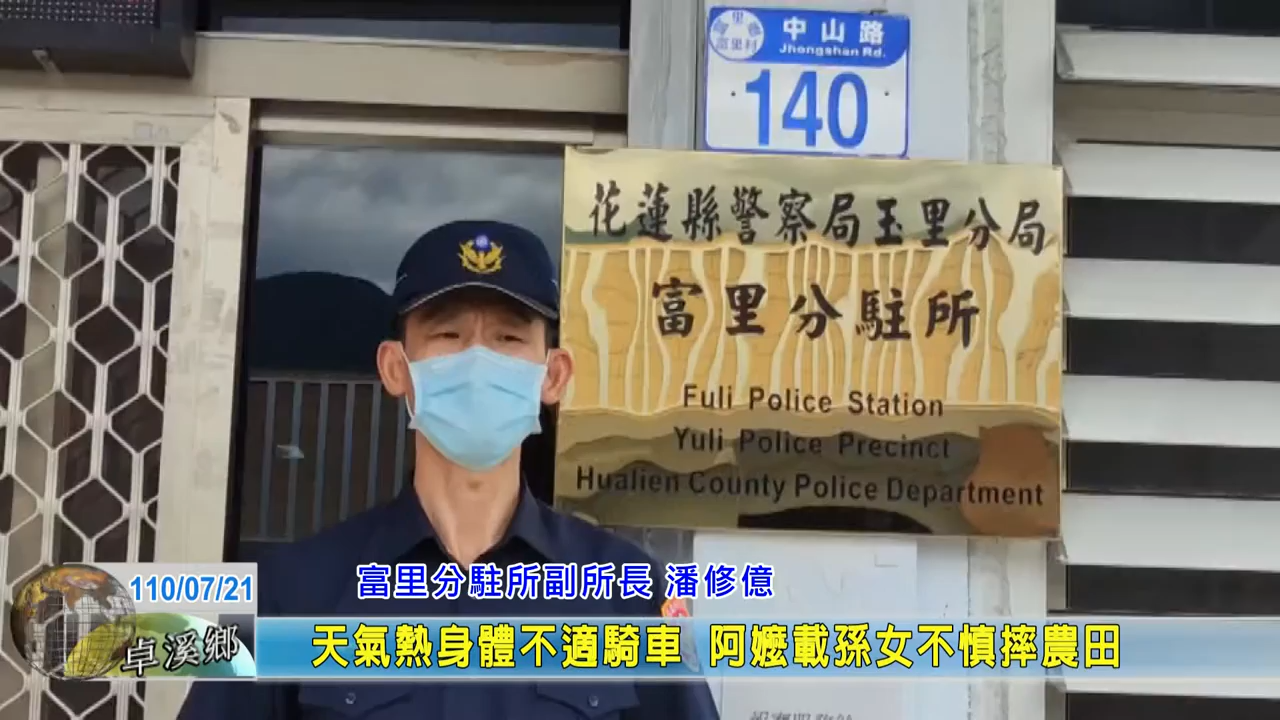 中山路
Jhongshan Rd.
富里村
140
花蓮縣警察局玉里分局
富里分駐所
Fuli Police Station
Yuli Police Precinct
Hualien County Police Department
富里分駐所副所長 潘修億
110/07/21
卓溪鄉
天氣熱身體不適騎車 阿嬤載孫女不慎摔農田